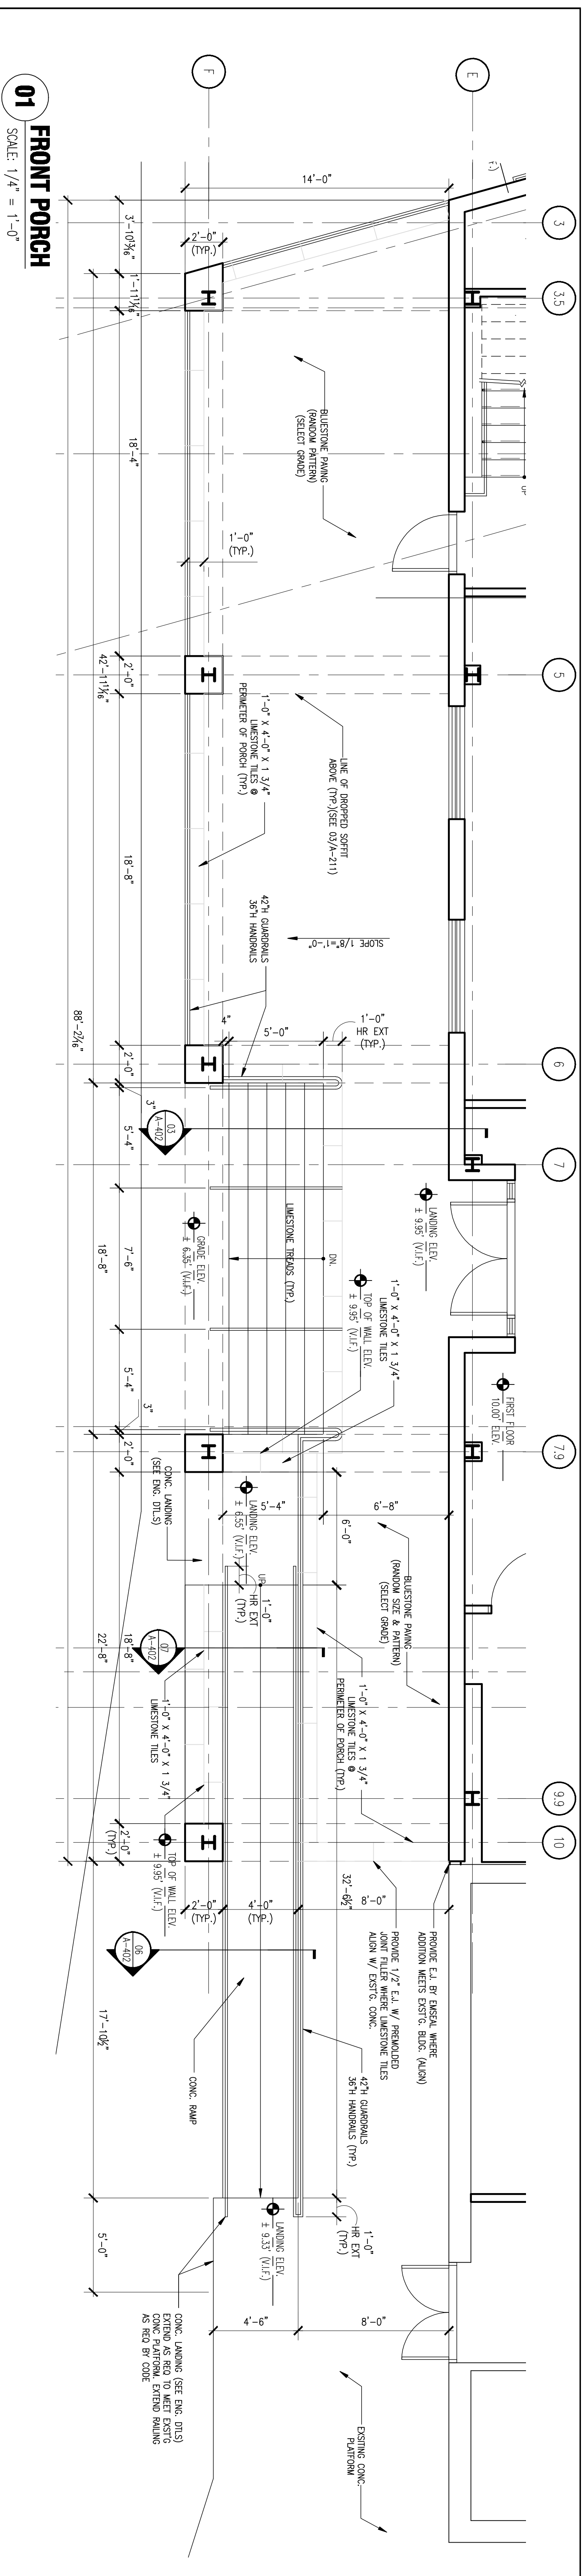 01
FRONT PORCH
SCALE: 1/4" = 1'-0"
F
E
3
3.5
5
6
7
7.9
9.9
10
14'-0"
2'-0"
(TYP.)
3'-10 13/16"
1'-11 11/16"
18'-4"
2'-0"
42'-11 11/16"
18'-8"
88'-2 7/16"
2'-0"
3"
5'-4"
7'-6"
18'-8"
5'-4"
3"
2'-0"
18'-8"
22'-8"
2'-0"
(TYP.)
17'-10 1/2"
5'-0"
UP
BLUESTONE PAVING
(RANDOM PATTERN)
(SELECT GRADE)
1'-0"
(TYP.)
LINE OF DROPPED SOFFIT
ABOVE (TYP.)(SEE 03/A-211)
1'-0" X 4'-0" X 1 3/4"
LIMESTONE TILES @
PERIMETER OF PORCH (TYP.)
SLOPE 1/8"=1'-0"
42"H GUARDRAILS
36"H HANDRAILS
4"
5'-0"
1'-0"
HR EXT
(TYP.)
03
A-402
LANDING ELEV.
± 9.95' (V.I.F.)
GRADE ELEV.
± 6.35' (V.I.F.)
LIMESTONE TREADS (TYP.)
DN.
TOP OF WALL ELEV.
± 9.95' (V.I.F.)
1'-0" X 4'-0" X 1 3/4"
LIMESTONE TILES
FIRST FLOOR
10.00' ELEV.
CONC. LANDING
(SEE ENG. DTL.S)
LANDING ELEV.
± 6.55' (V.I.F.)
5'-4"
6'-8"
6'-0"
UP
1'-0"
HR EXT
(TYP.)
BLUESTONE PAVING
(RANDOM SIZE & PATTERN)
(SELECT GRADE)
07
A-402
1'-0" X 4'-0" X 1 3/4"
LIMESTONE TILES
1'-0" X 4'-0" X 1 3/4"
LIMESTONE TILES @
PERIMETER OF PORCH (TYP.)
TOP OF WALL ELEV.
± 9.95' (V.I.F.)
2'-0"
(TYP.)
4'-0"
(TYP.)
32'-6 1/2"
8'-0"
PROVIDE E.J. BY EMSEAL WHERE
ADDITION MEETS EXST'G. BLDG. (ALIGN)
PROVIDE 1/2" E.J. W/ PREMOLDED
JOINT FILLER WHERE LIMESTONE TILES
ALIGN W/ EXST'G. CONC.
06
A-402
CONC. RAMP
42"H GUARDRAILS
36"H HANDRAILS (TYP.)
1'-0"
HR EXT
(TYP.)
LANDING ELEV.
± 9.33' (V.I.F.)
4'-6"
8'-0"
CONC. LANDING (SEE ENG. DTLS)
EXTEND AS REQ TO MEET EXST'G
CONC PLATFORM. EXTEND RAILING
AS REQ BY CODE
EXSITING CONC.
PLATFORM